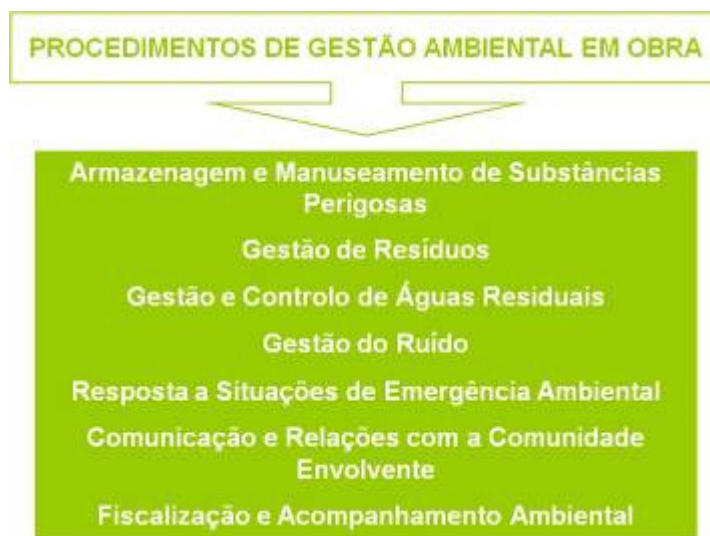 PROCEDIMENTOS DE GESTÃO AMBIENTAL EM OBRA
Armazenagem e Manuseamento de Substâncias
Perigosas
Gestão de Resíduos
Gestão e Controlo de Águas Residuais
Gestão do Ruído
Resposta a Situações de Emergência Ambiental
Comunicação e Relações com a Comunidade
Envolvente
Fiscalização e Acompanhamento Ambiental